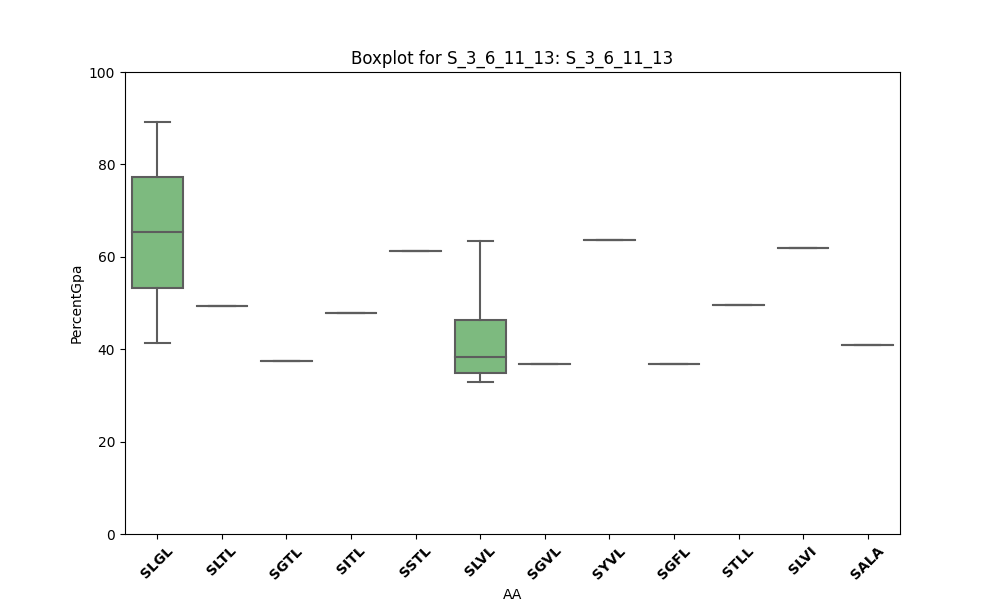 Boxplot for S_3_6_11_13: S_3_6_11_13
100
80
60
40
20
0
PercentGpa
SLGL
SLTL
SGTL
SITL
SSTL
SLVL
SGVL
SYVL
SGFL
STLL
SLVI
SALA
AA